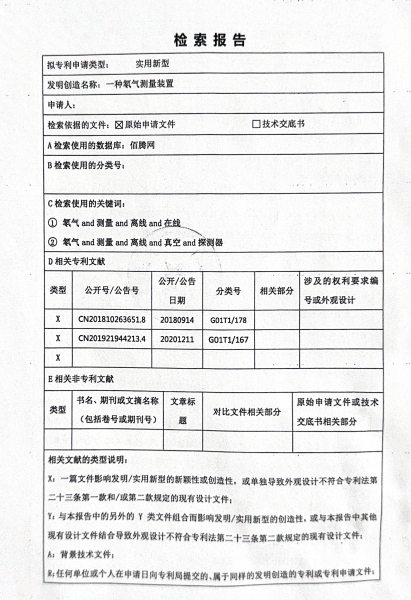 检索报告
拟专利申请类型： 实用新型
发明创造名称：一种氡气测量装置
申请人：
检索依据的文件：☒原始申请文件 □技术交底书
A 检索使用的数据库：佰腾网
B 检索使用的分类号：
C 检索使用的关键词：
① 氡气 and 测量 and 离线 and 在线
② 氡气 and 测量 and 离线 and 真空 and 探测器
D 相关专利文献
类型 公开号/公告号 公开/公告日期 分类号 相关部分 涉及的权利要求编号或外观设计
X CN201810263651.8 20180914 G01T1/178
X CN201921944213.4 20201211 G01T1/167
X
E 相关非专利文献
类型 书名、期刊或文摘名称（包括卷号或期刊号） 文章标题 对比文件相关部分 原始申请文件或技术交底书相关部分
相关文献的类型说明：
X：一篇文件影响发明/实用新型的新颖性或创造性，或单独导致外观设计不符合专利法第
二十三条第一款和/或第二款规定的现有设计文件；
Y：与本报告中的另外的 Y 类文件组合而影响发明/实用新型的创造性，或与本报告中其他
现有设计文件结合导致外观设计不符合专利法第二十三条第二款规定的现有设计文件；
A：背景技术文件；
R：任何单位或个人在申请日向专利局提交的、属于同样的发明创造的专利或专利申请文件；